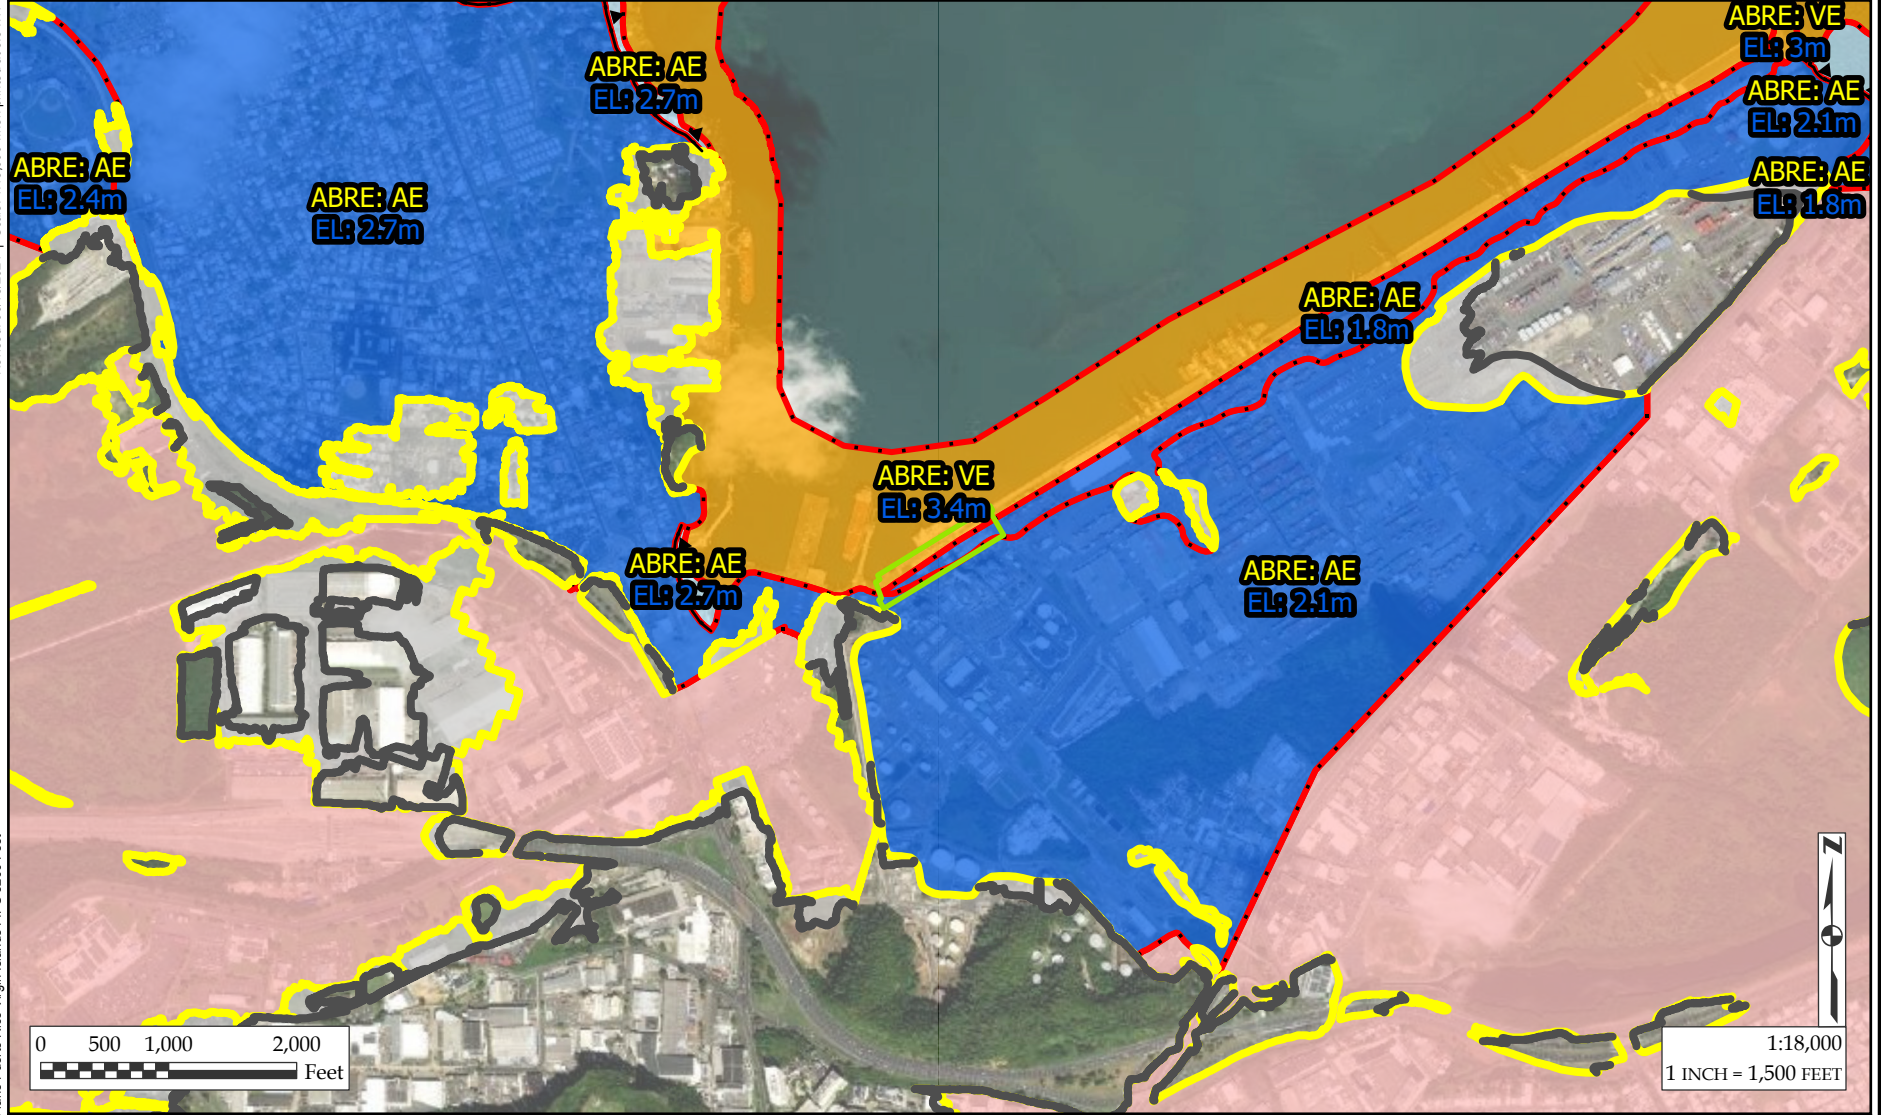 ABRE: VE
EL: 3m
ABRE: AE
EL: 2.7m
ABRE: AE
EL: 2.1m
ABRE: AE
EL: 2.4m
ABRE: AE
EL: 2.7m
ABRE: AE
EL: 1.8m
ABRE: AE
EL: 1.8m
ABRE: VE
EL: 3.4m
ABRE: AE
EL: 2.7m
ABRE: AE
EL: 2.1m
Z
0 500 1,000 2,000
Feet
1:18,000
1 INCH = 1,500 FEET